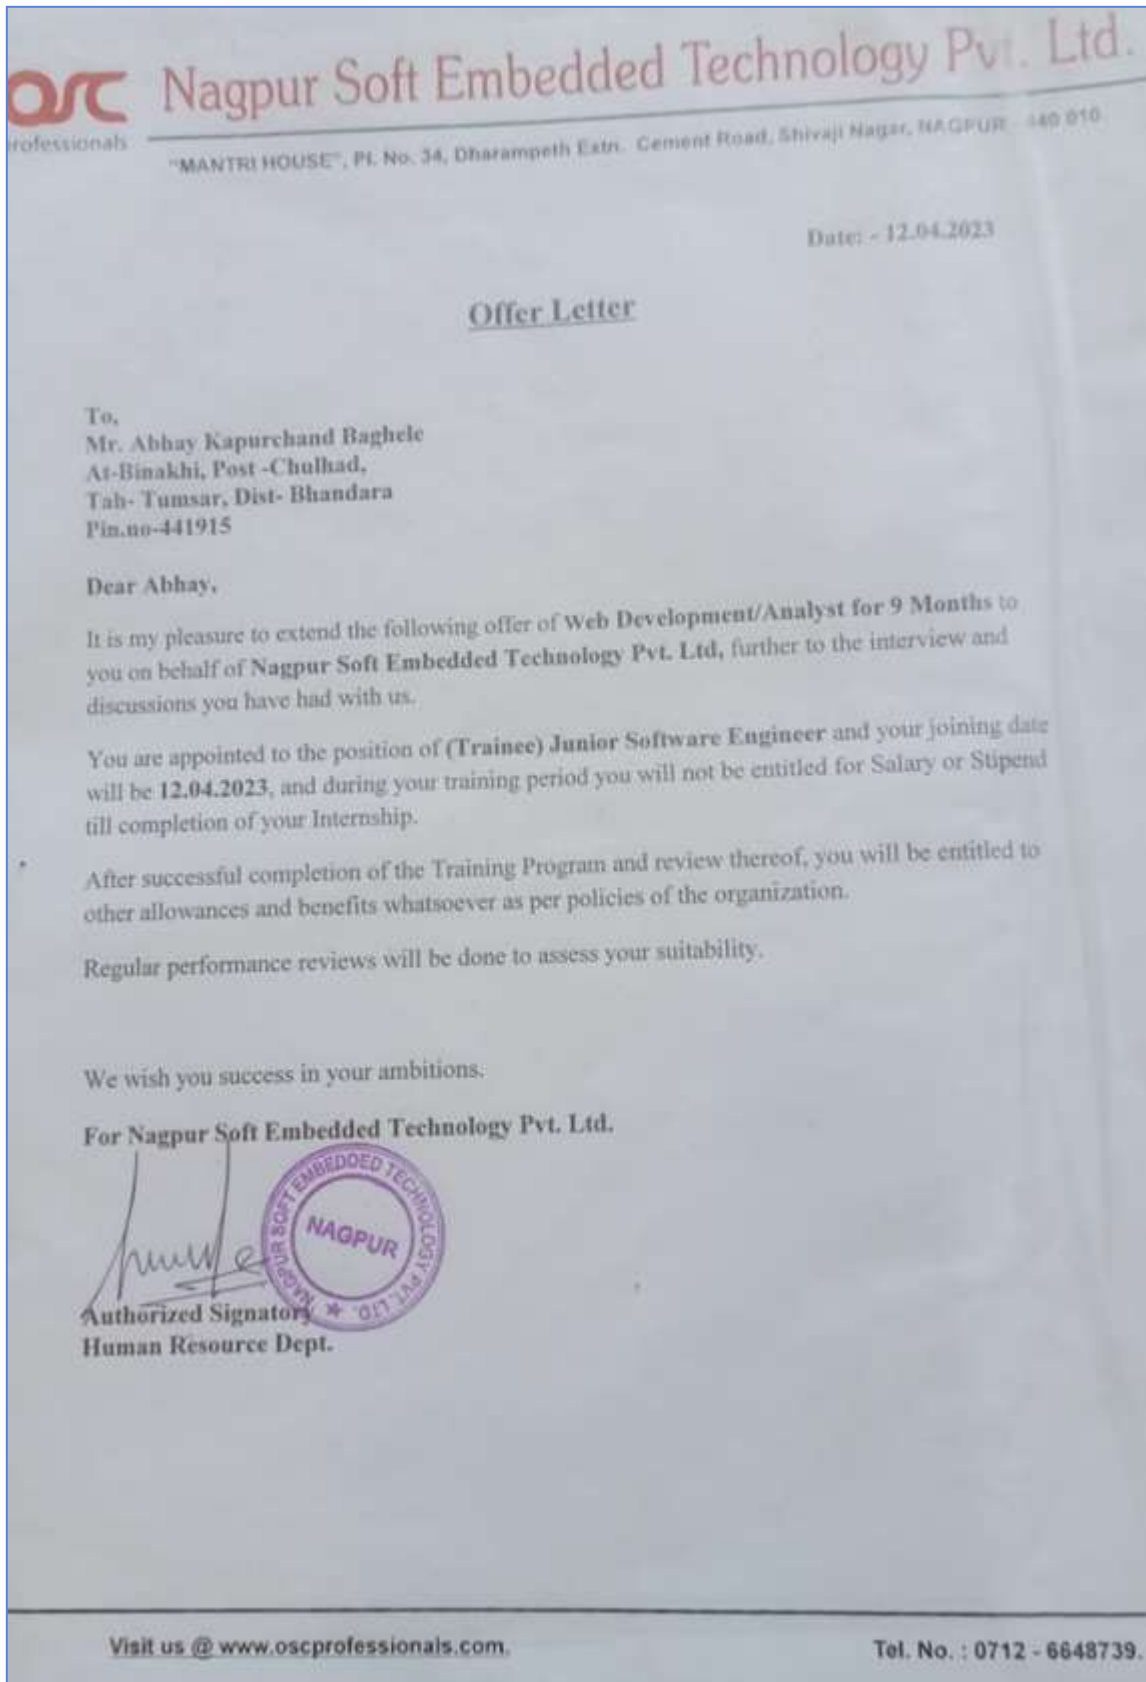 osc Nagpur Soft Embedded Technology Pvt. Ltd.
rofessionals
"MANTRI HOUSE", Pl. No. 34, Dharampeth Extn. Cement Road, Shivaji Nagar, NAGPUR - 440 010
Date: - 12.04.2023
Offer Letter
To,
Mr. Abhay Kapurchand Baghele
At-Binakhi, Post -Chulhad,
Tah- Tumsar, Dist- Bhandara
Pin.no-441915
Dear Abhay,
It is my pleasure to extend the following offer of Web Development/Analyst for 9 Months to
you on behalf of Nagpur Soft Embedded Technology Pvt. Ltd, further to the interview and
discussions you have had with us.
You are appointed to the position of (Trainee) Junior Software Engineer and your joining date
will be 12.04.2023, and during your training period you will not be entitled for Salary or Stipend
till completion of your Internship.
After successful completion of the Training Program and review thereof, you will be entitled to
other allowances and benefits whatsoever as per policies of the organization.
Regular performance reviews will be done to assess your suitability.
We wish you success in your ambitions.
For Nagpur Soft Embedded Technology Pvt. Ltd.
NAGPUR SOFT EMBEDDED TECHNOLOGY PVT. LTD.
NAGPUR
Authorized Signatory
Human Resource Dept.
Visit us @ www.oscprofessionals.com.
Tel. No. : 0712 - 6648739.